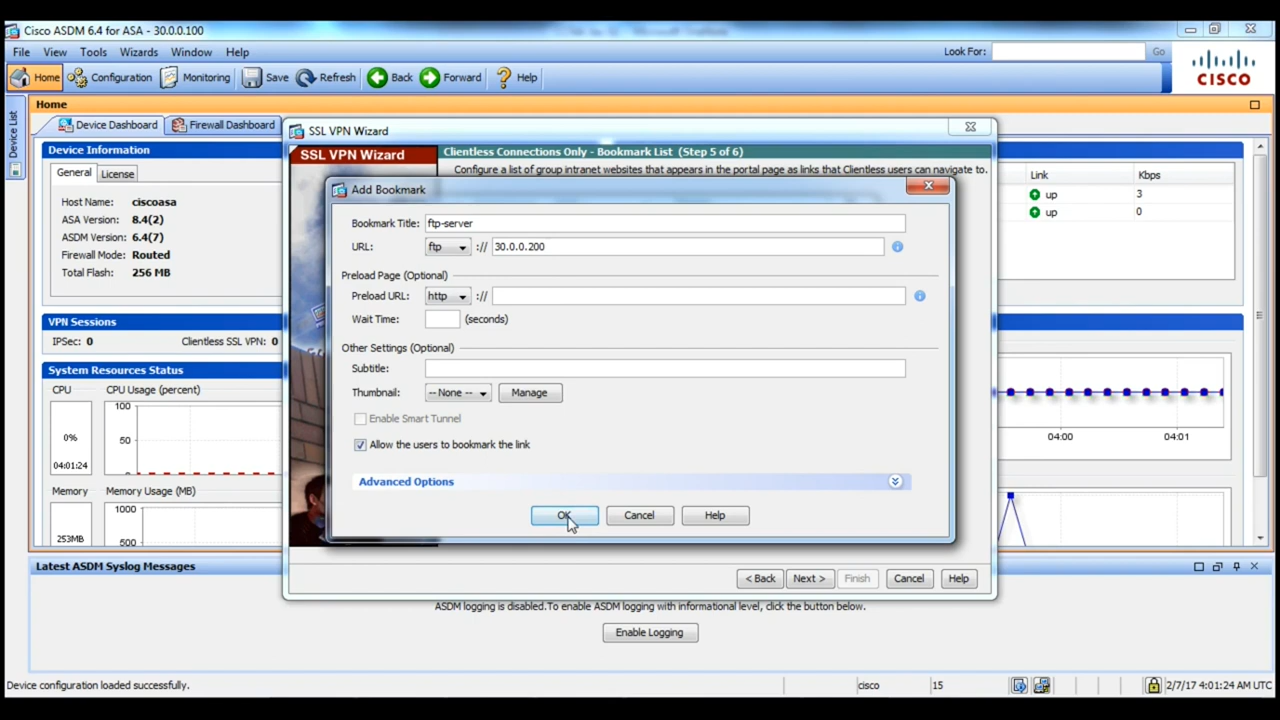 Cisco ASDM 6.4 for ASA - 30.0.0.100
File View Tools Wizards Window Help Look For: Go
Home Configuration Monitoring Save Refresh Back Forward Help
CISCO
Device List
Home
Device Dashboard Firewall Dashboard
Device Information
General License
Host Name: ciscoasa
ASA Version: 8.4(2)
ASDM Version: 6.4(7)
Firewall Mode: Routed
Total Flash: 256 MB
VPN Sessions
IPSec: 0 Clientless SSL VPN: 0
System Resources Status
CPU CPU Usage (percent)
100
50
0%
04:01:24
Memory Memory Usage (MB)
1000
500
253MB
SSL VPN Wizard
SSL VPN Wizard
Clientless Connections Only - Bookmark List (Step 5 of 6)
Configure a list of group intranet websites that appears in the portal page as links that Clientless users can navigate to.
Add Bookmark
Bookmark Title: ftp-server
URL: ftp :// 30.0.0.200
Preload Page (Optional)
Preload URL: http ://
Wait Time: (seconds)
Other Settings (Optional)
Subtitle:
Thumbnail: -- None -- Manage
Enable Smart Tunnel
Allow the users to bookmark the link
Advanced Options
OK Cancel Help
< Back Next > Finish Cancel Help
Link Kbps
up 3
up 0
04:00 04:01
Latest ASDM Syslog Messages
ASDM logging is disabled.To enable ASDM logging with informational level, click the button below.
Enable Logging
Device configuration loaded successfully. cisco 15 2/7/17 4:01:24 AM UTC